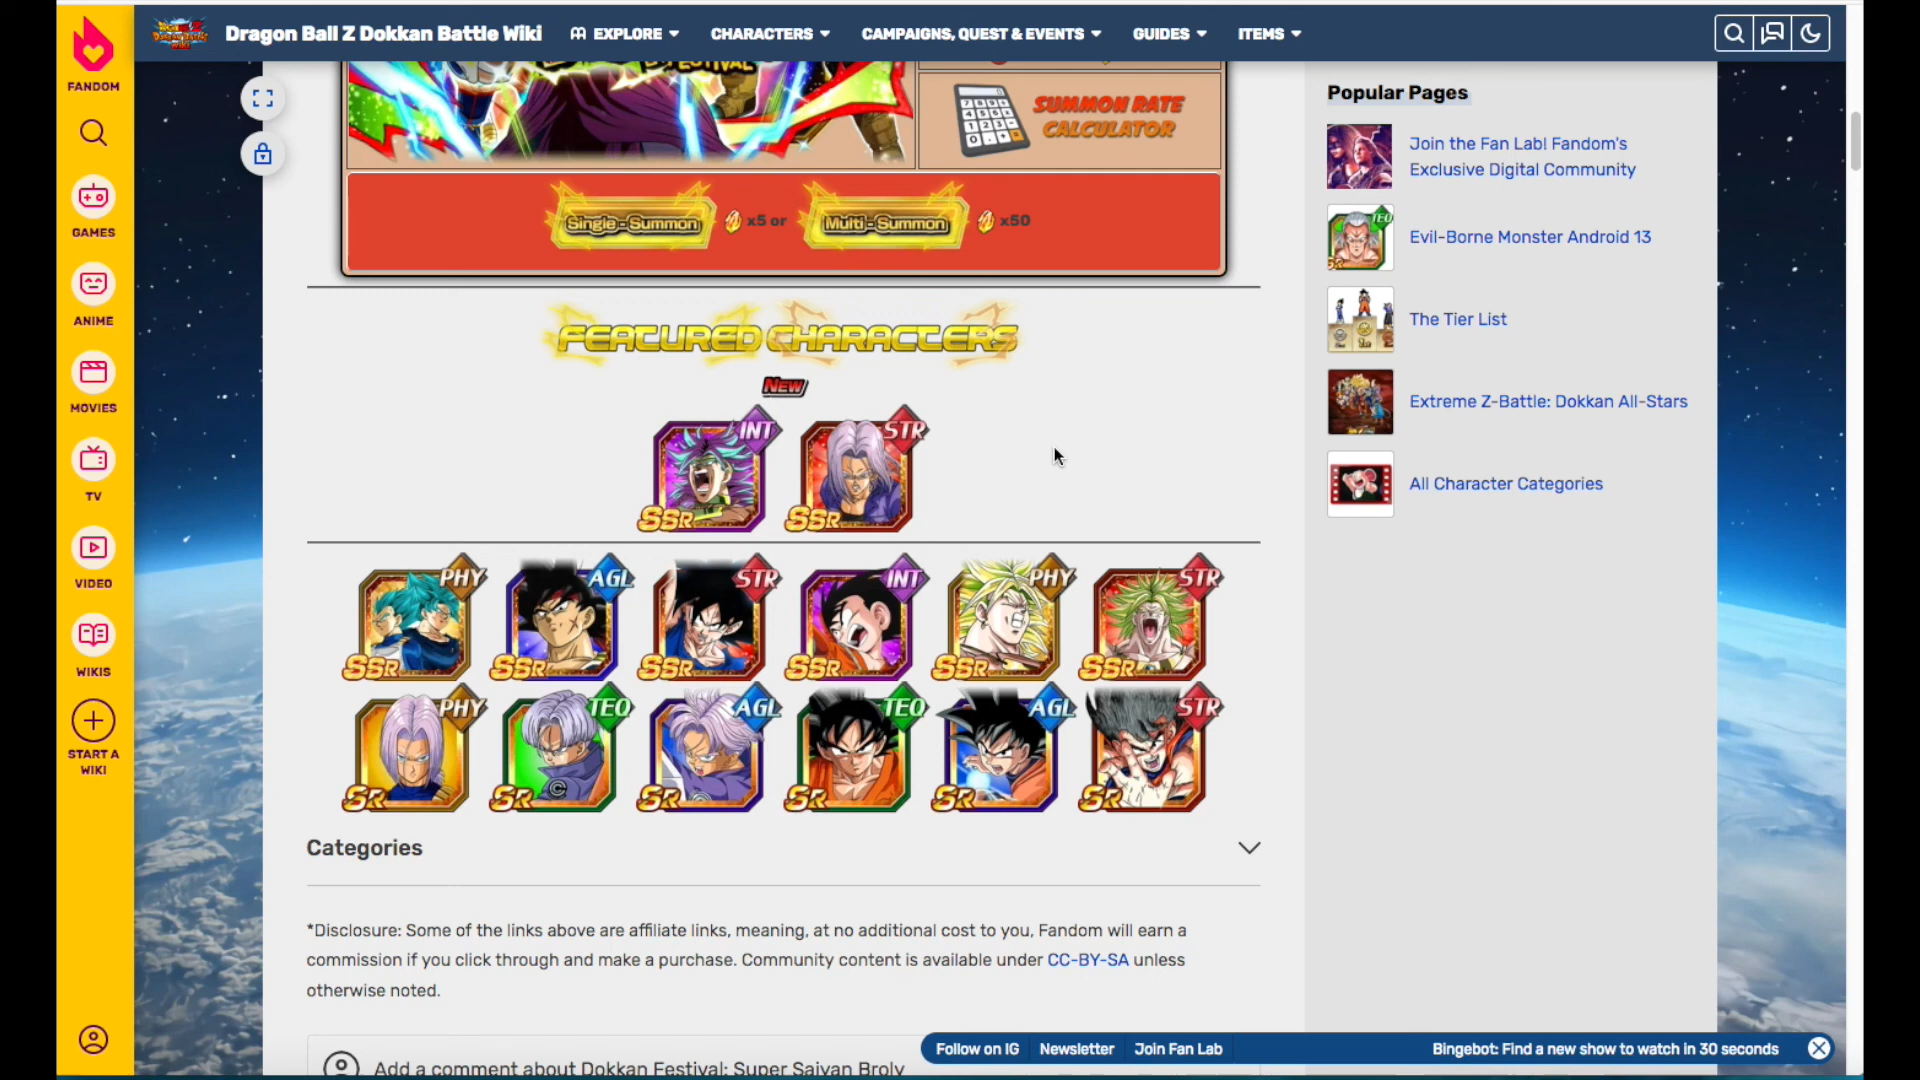 FANDOM
GAMES
ANIME
MOVIES
TV
VIDEO
WIKIS
START A
WIKI
Dragon Ball Z Dokkan Battle Wiki
EXPLORE
CHARACTERS
CAMPAIGNS, QUEST & EVENTS
GUIDES
ITEMS
FESTIVAL
SUMMON RATE
CALCULATOR
Single - Summon
x5 or
Multi - Summon
x50
FEATURED CHARACTERS
New
INT
SSR
STR
SSR
PHY
SSR
AGL
SSR
STR
SSR
INT
SSR
PHY
SSR
STR
SSR
PHY
SR
TEQ
SR
AGL
SR
TEQ
SR
AGL
SR
STR
SR
Categories
*Disclosure: Some of the links above are affiliate links, meaning, at no additional cost to you, Fandom will earn a
commission if you click through and make a purchase. Community content is available under CC-BY-SA unless
otherwise noted.
Add a comment about Dokkan Festival: Super Saiyan Broly
Popular Pages
Join the Fan Lab! Fandom's
Exclusive Digital Community
TEQ
SR
Evil-Borne Monster Android 13
The Tier List
Extreme Z-Battle: Dokkan All-Stars
All Character Categories
Follow on IG
Newsletter
Join Fan Lab
Bingebot: Find a new show to watch in 30 seconds